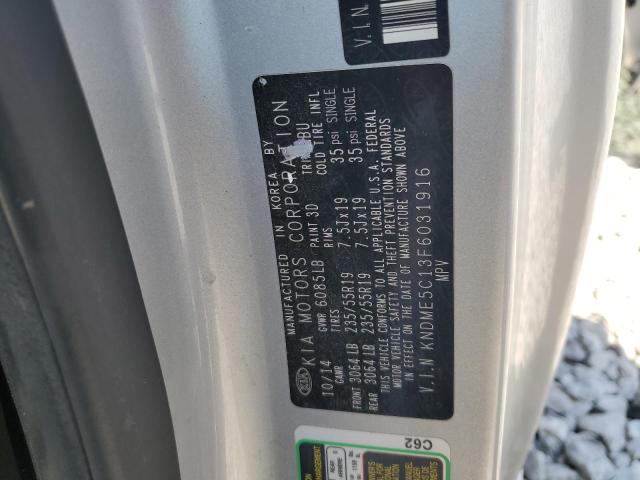 V.I.N
MANUFACTURED IN KOREA BY
KIA MOTORS CORPORATION
10/14 GVWR 6085LB PAINT 3D BU
GAWR TIRES RIMS COLD TIRE INFL
FRONT 3064 LB 235/55R19 7.5Jx19 35 psi SINGLE
REAR 3064 LB 235/55R19 7.5Jx19 35 psi SINGLE
THIS VEHICLE CONFORMS TO ALL APPLICABLE U.S.A. FEDERAL
MOTOR VEHICLE SAFETY AND THEFT PREVENTION STANDARDS
IN EFFECT ON THE DATE OF MANUFACTURE SHOWN ABOVE
V.I.N KNDME5C13F6031916
MPV
KIA
C62